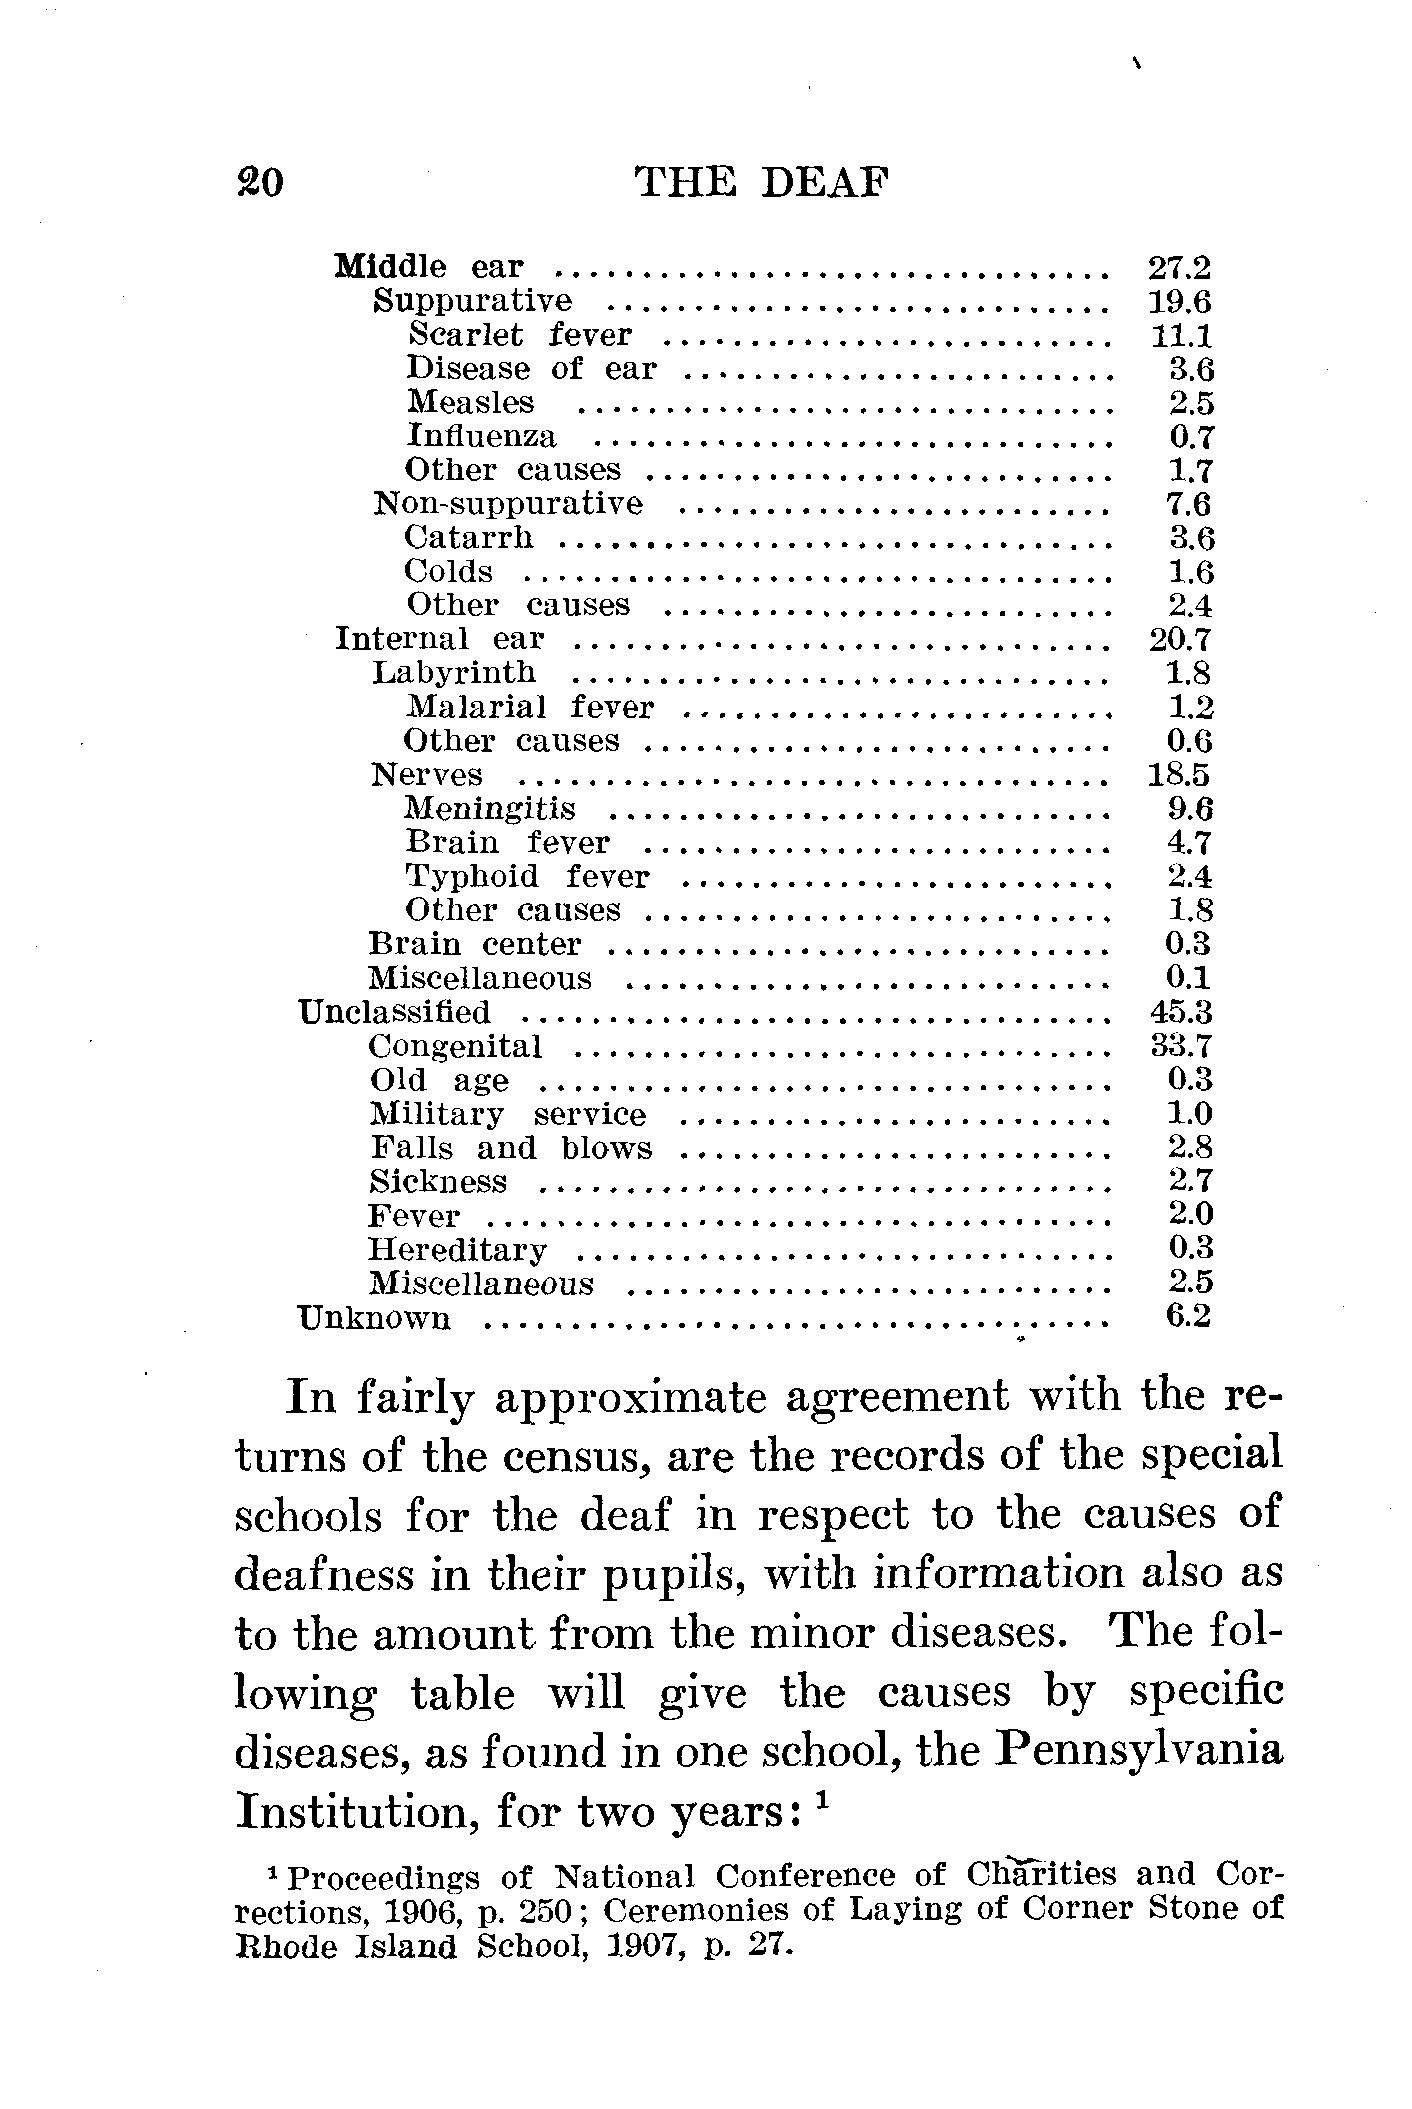 20 THE DEAF
Middle ear ................................ 27.2
Suppurative ............................. 19.6
Scarlet fever .......................... 11.1
Disease of ear ......................... 3.6
Measles ............................... 2.5
Influenza .............................. 0.7
Other causes ........................... 1.7
Non-suppurative ......................... 7.6
Catarrh ................................ 3.6
Colds .................................. 1.6
Other causes .......................... 2.4
Internal ear ............................... 20.7
Labyrinth ............................... 1.8
Malarial fever ......................... 1.2
Other causes ........................... 0.6
Nerves .................................. 18.5
Meningitis ............................. 9.6
Brain fever ........................... 4.7
Typhoid fever ......................... 2.4
Other causes ........................... 1.8
Brain center ............................. 0.3
Miscellaneous ............................ 0.1
Unclassified .................................. 45.3
Congenital ............................... 33.7
Old age ................................. 0.3
Military service ......................... 1.0
Falls and blows ......................... 2.8
Sickness ................................. 2.7
Fever .................................... 2.0
Hereditary ............................... 0.3
Miscellaneous ............................ 2.5
Unknown .................................... 6.2
In fairly approximate agreement with the re-
turns of the census, are the records of the special
schools for the deaf in respect to the causes of
deafness in their pupils, with information also as
to the amount from the minor diseases. The fol-
lowing table will give the causes by specific
diseases, as found in one school, the Pennsylvania
Institution, for two years: ¹
¹ Proceedings of National Conference of Charities and Cor-
rections, 1906, p. 250; Ceremonies of Laying of Corner Stone of
Rhode Island School, 1907, p. 27.